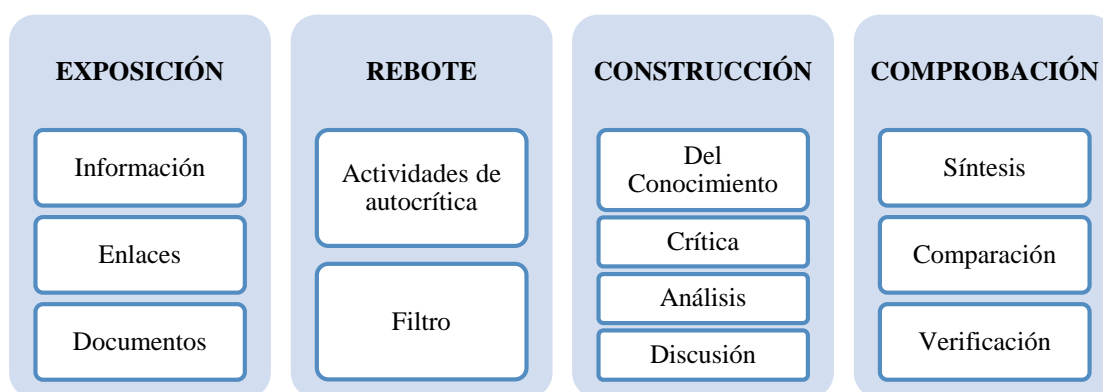 EXPOSICIÓN
Información
Enlaces
Documentos
REBOTE
Actividades de
autocrítica
Filtro
CONSTRUCCIÓN
Del
Conocimiento
Crítica
Análisis
Discusión
COMPROBACIÓN
Síntesis
Comparación
Verificación